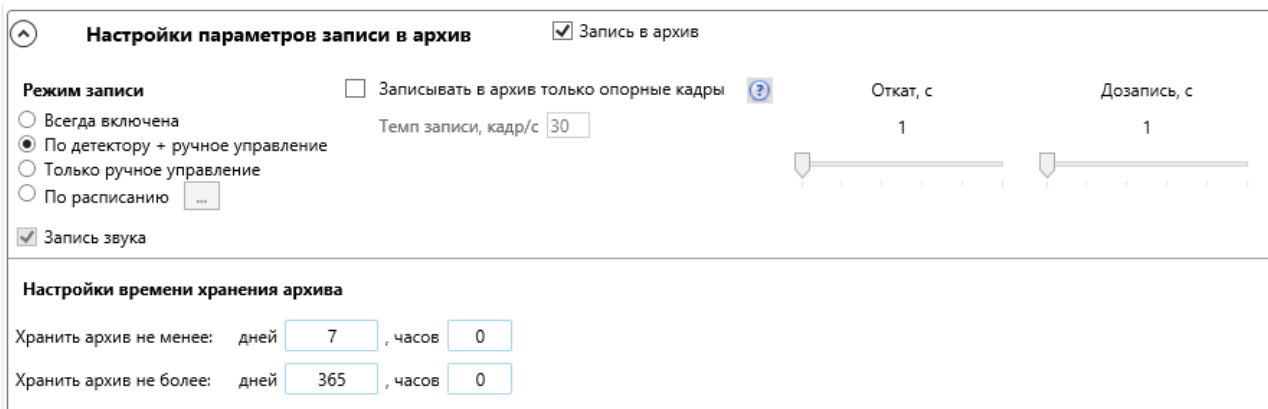 Настройки параметров записи в архив
Запись в архив
Режим записи
Всегда включена
По детектору + ручное управление
Только ручное управление
По расписанию ...
Запись звука
Записывать в архив только опорные кадры ?
Темп записи, кадр/с 30
Откат, с
1
Дозапись, с
1
Настройки времени хранения архива
Хранить архив не менее: дней 7 , часов 0
Хранить архив не более: дней 365 , часов 0